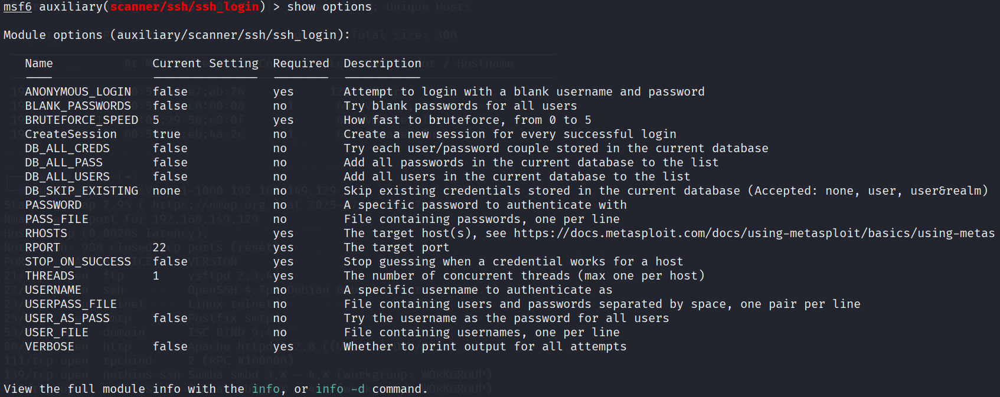 msf6 auxiliary(scanner/ssh/ssh_login) > show options
Module options (auxiliary/scanner/ssh/ssh_login):
Name Current Setting Required Description
ANONYMOUS_LOGIN false yes Attempt to login with a blank username and password
BLANK_PASSWORDS false no Try blank passwords for all users
BRUTEFORCE_SPEED 5 yes How fast to bruteforce, from 0 to 5
CreateSession true no Create a new session for every successful login
DB_ALL_CREDS false no Try each user/password couple stored in the current database
DB_ALL_PASS false no Add all passwords in the current database to the list
DB_ALL_USERS false no Add all users in the current database to the list
DB_SKIP_EXISTING none no Skip existing credentials stored in the current database (Accepted: none, user, user&realm)
PASSWORD no A specific password to authenticate with
PASS_FILE no File containing passwords, one per line
RHOSTS yes The target host(s), see https://docs.metasploit.com/docs/using-metasploit/basics/using-metas
RPORT 22 yes The target port
STOP_ON_SUCCESS false yes Stop guessing when a credential works for a host
THREADS 1 yes The number of concurrent threads (max one per host)
USERNAME no A specific username to authenticate as
USERPASS_FILE no File containing users and passwords separated by space, one pair per line
USER_AS_PASS false no Try the username as the password for all users
USER_FILE no File containing usernames, one per line
VERBOSE false yes Whether to print output for all attempts
View the full module info with the info, or info -d command.